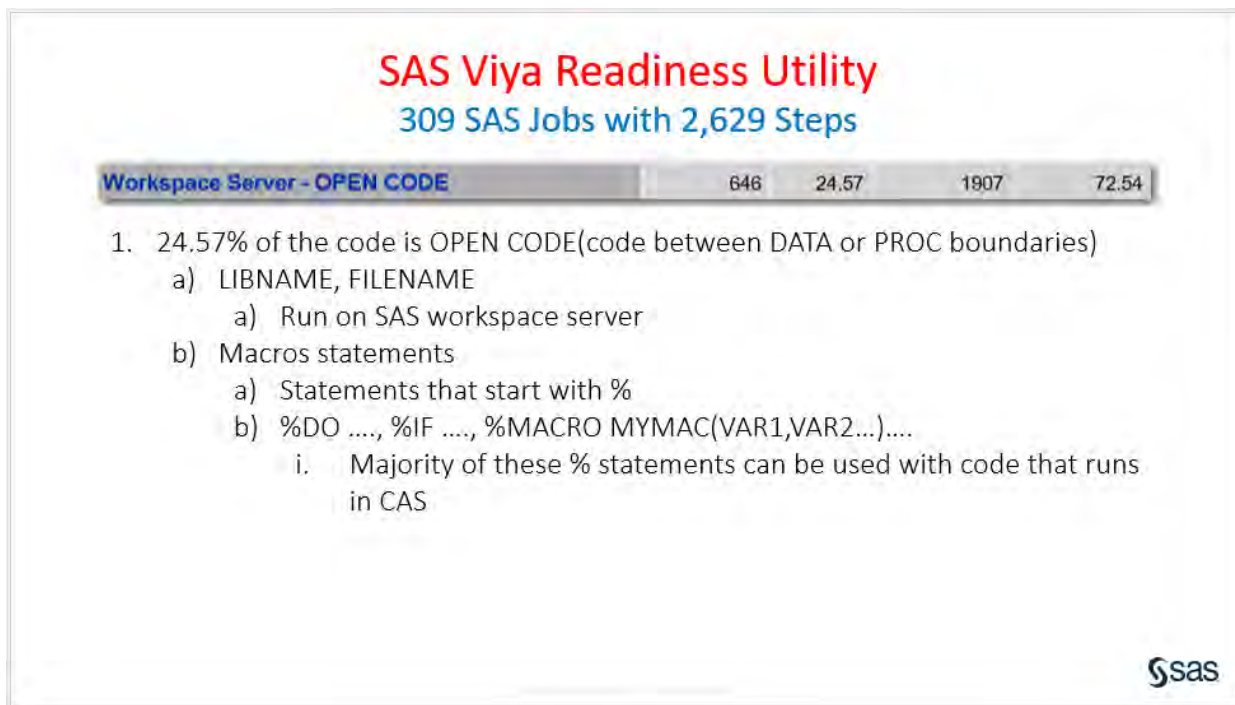 SAS Viya Readiness Utility
309 SAS Jobs with 2,629 Steps
Workspace Server - OPEN CODE 646 24.57 1907 72.54
1. 24.57% of the code is OPEN CODE(code between DATA or PROC boundaries)
a) LIBNAME, FILENAME
a) Run on SAS workspace server
b) Macros statements
a) Statements that start with %
b) %DO ...., %IF ...., %MACRO MYMAC(VAR1,VAR2...)....
i. Majority of these % statements can be used with code that runs
in CAS
sas